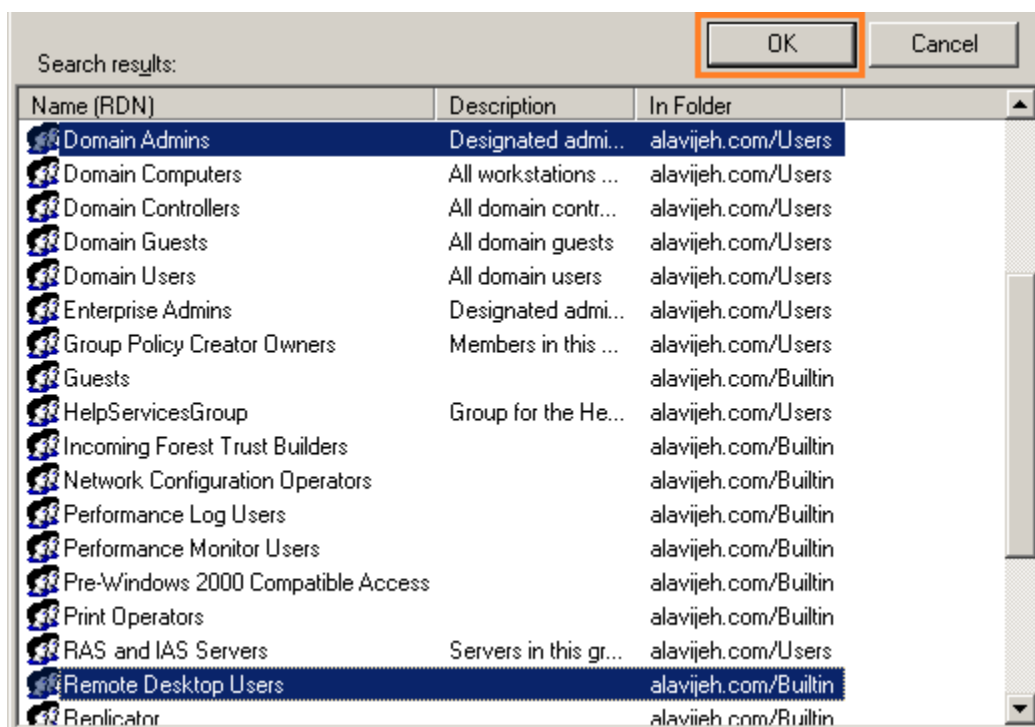 OK Cancel
Search results:
Name (RDN) Description In Folder
Domain Admins Designated admi... alavijeh.com/Users
Domain Computers All workstations ... alavijeh.com/Users
Domain Controllers All domain contr... alavijeh.com/Users
Domain Guests All domain guests alavijeh.com/Users
Domain Users All domain users alavijeh.com/Users
Enterprise Admins Designated admi... alavijeh.com/Users
Group Policy Creator Owners Members in this ... alavijeh.com/Users
Guests alavijeh.com/Builtin
HelpServicesGroup Group for the He... alavijeh.com/Users
Incoming Forest Trust Builders alavijeh.com/Builtin
Network Configuration Operators alavijeh.com/Builtin
Performance Log Users alavijeh.com/Builtin
Performance Monitor Users alavijeh.com/Builtin
Pre-Windows 2000 Compatible Access alavijeh.com/Builtin
Print Operators alavijeh.com/Builtin
RAS and IAS Servers Servers in this gr... alavijeh.com/Users
Remote Desktop Users alavijeh.com/Builtin
Replicator alavijeh.com/Builtin